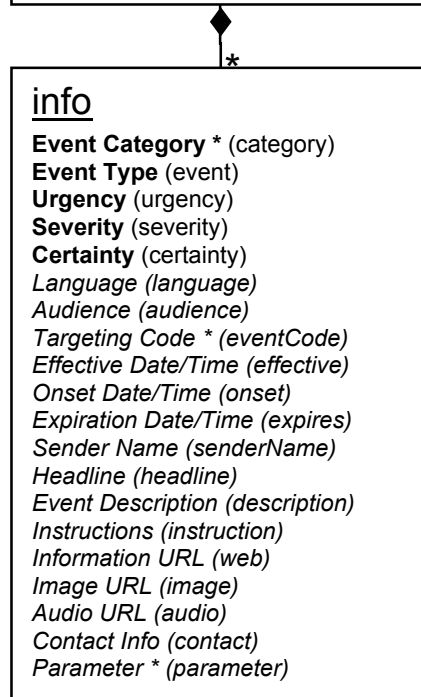 *
info
Event Category * (category)
Event Type (event)
Urgency (urgency)
Severity (severity)
Certainty (certainty)
Language (language)
Audience (audience)
Targeting Code * (eventCode)
Effective Date/Time (effective)
Onset Date/Time (onset)
Expiration Date/Time (expires)
Sender Name (senderName)
Headline (headline)
Event Description (description)
Instructions (instruction)
Information URL (web)
Image URL (image)
Audio URL (audio)
Contact Info (contact)
Parameter * (parameter)